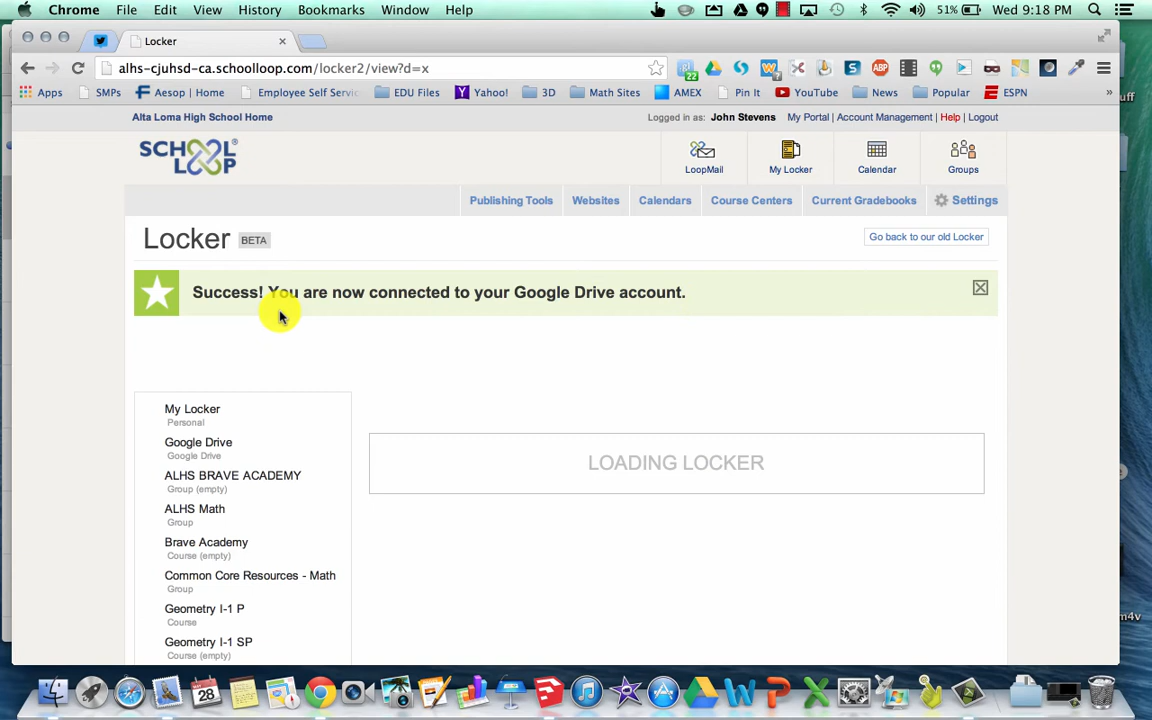 Chrome File Edit View History Bookmarks Window Help 51% Wed 9:18 PM
Locker
alhs-cjuhsd-ca.schoolloop.com/locker2/view?d=x
Apps SMPs Aesop | Home Employee Self Servic EDU Files Yahoo! 3D Math Sites AMEX Pin It YouTube News Popular ESPN »
Alta Loma High School Home Logged in as: John Stevens My Portal | Account Management | Help | Logout
SCHOOL LOOP
LoopMail My Locker Calendar Groups
Publishing Tools Websites Calendars Course Centers Current Gradebooks Settings
Locker BETA Go back to our old Locker
Success! You are now connected to your Google Drive account.
My Locker
Personal
Google Drive
Google Drive
LOADING LOCKER
ALHS BRAVE ACADEMY
Group (empty)
ALHS Math
Group
Brave Academy
Course (empty)
Common Core Resources - Math
Group
Geometry I-1 P
Course
Geometry I-1 SP
Course (empty)